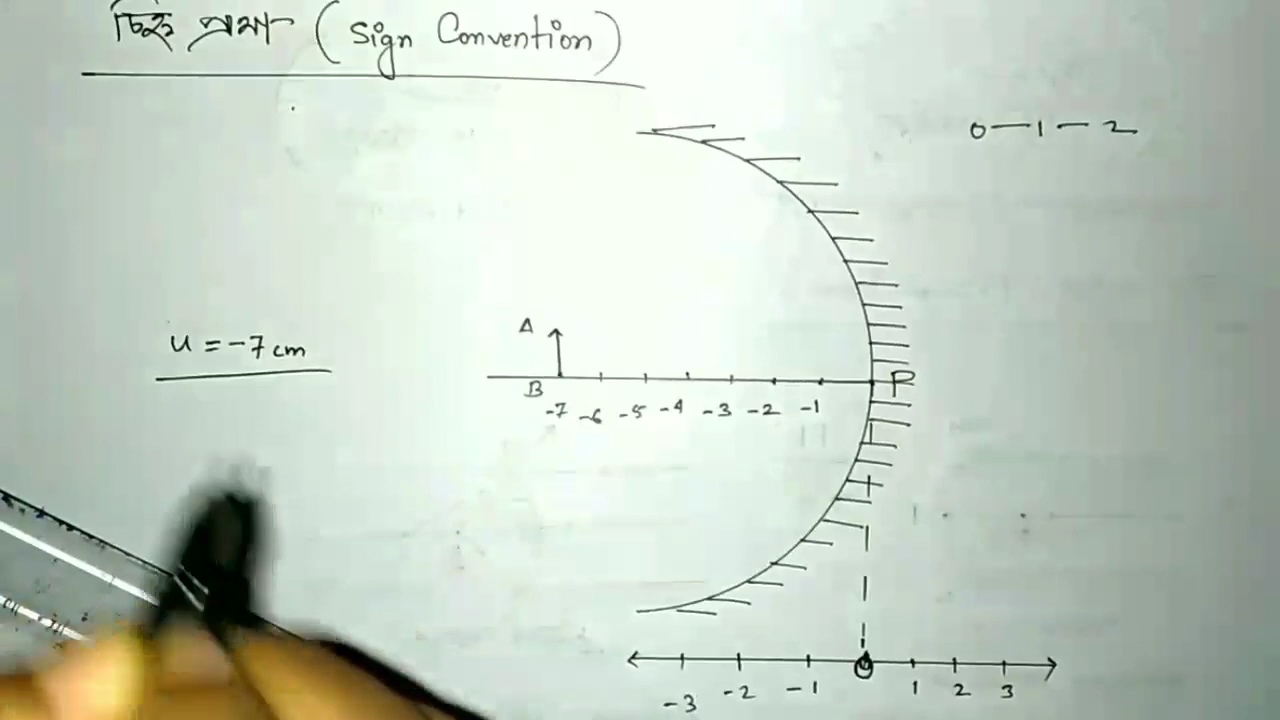 চিহ্ন প্রথা (Sign Convention)
0 — 1 — 2
A
u = -7 cm
P
B
-7 -6 -5 -4 -3 -2 -1
0
-3 -2 -1 1 2 3